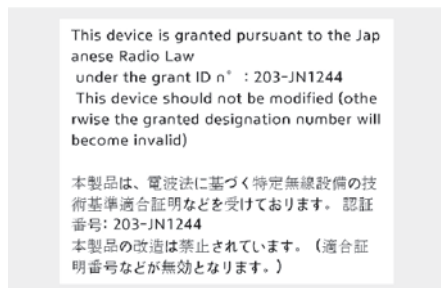 This device is granted pursuant to the Jap
anese Radio Law
under the grant ID n° : 203-JN1244
This device should not be modified (othe
rwise the granted designation number will
become invalid)
本製品は、電波法に基づく特定無線設備の技
術基準適合証明などを受けております。 認証
番号: 203-JN1244
本製品の改造は禁止されています。 (適合証
明番号などが無効となります。)